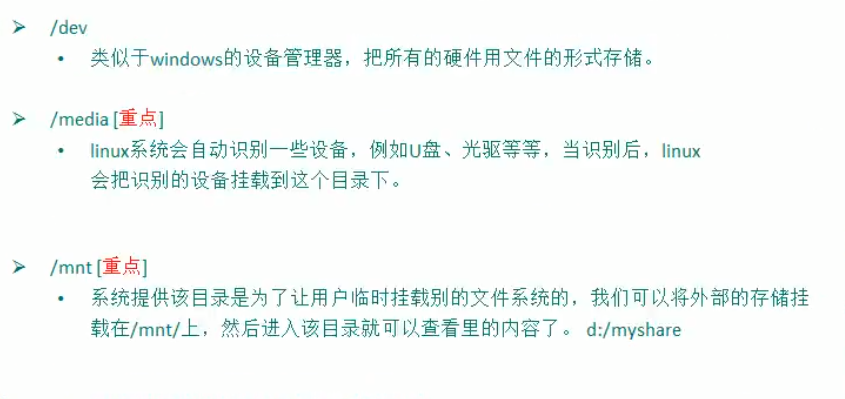 ➢ /dev
• 类似于windows的设备管理器，把所有的硬件用文件的形式存储。
➢ /media [重点]
• linux系统会自动识别一些设备，例如U盘、光驱等等，当识别后，linux
会把识别的设备挂载到这个目录下。
➢ /mnt [重点]
• 系统提供该目录是为了让用户临时挂载别的文件系统的，我们可以将外部的存储挂
载在/mnt/上，然后进入该目录就可以查看里的内容了。 d:/myshare